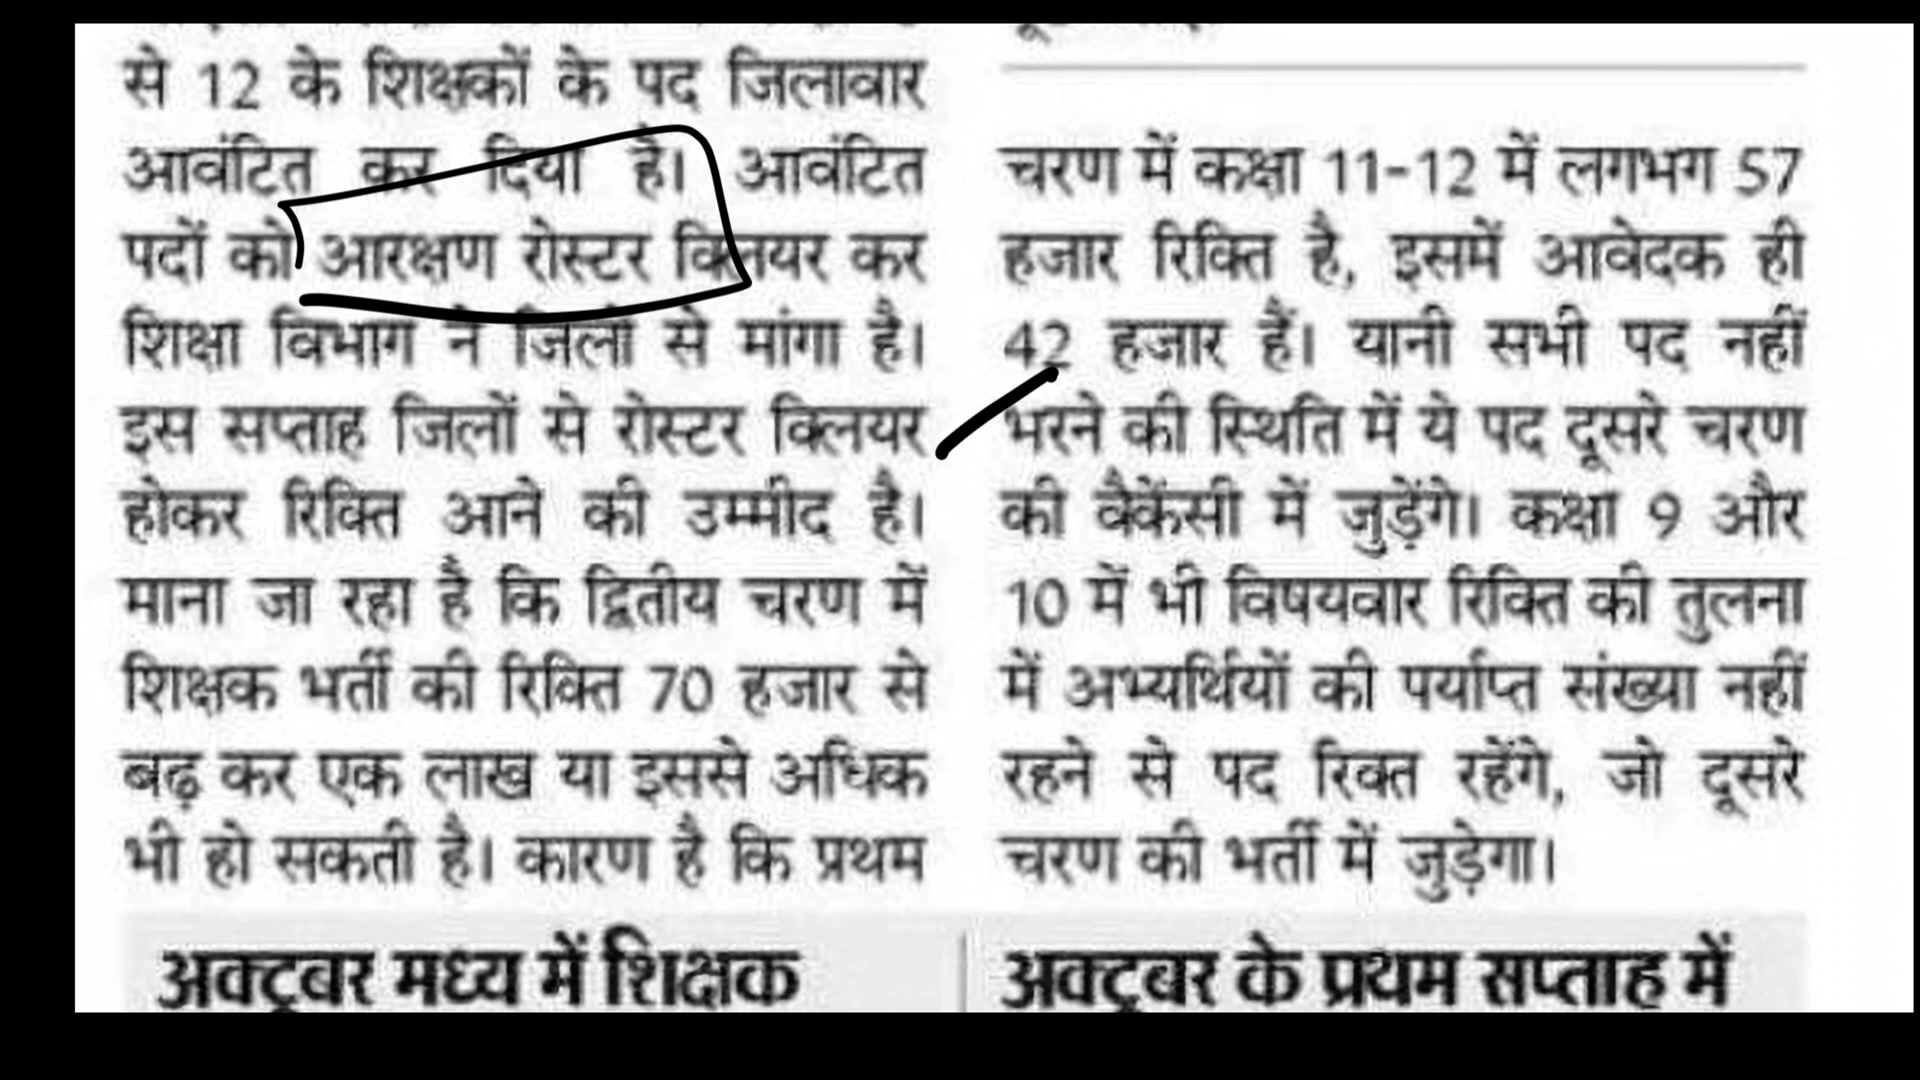 से 12 के शिक्षकों के पद जिलावार
आवंटित कर दिया है। आवंटित
पदों को आरक्षण रोस्टर क्लियर कर
शिक्षा विभाग ने जिलों से मांगा है।
इस सप्ताह जिलों से रोस्टर क्लियर
होकर रिक्ति आने की उम्मीद है।
माना जा रहा है कि द्वितीय चरण में
शिक्षक भर्ती की रिक्ति 70 हजार से
बढ़ कर एक लाख या इससे अधिक
भी हो सकती है। कारण है कि प्रथम
चरण में कक्षा 11-12 में लगभग 57
हजार रिक्ति है, इसमें आवेदक ही
42 हजार हैं। यानी सभी पद नहीं
भरने की स्थिति में ये पद दूसरे चरण
की वैकेंसी में जुड़ेंगे। कक्षा 9 और
10 में भी विषयवार रिक्ति की तुलना
में अभ्यर्थियों की पर्याप्त संख्या नहीं
रहने से पद रिक्त रहेंगे, जो दूसरे
चरण की भर्ती में जुड़ेगा।
अक्टूबर मध्य में शिक्षक
अक्टूबर के प्रथम सप्ताह में